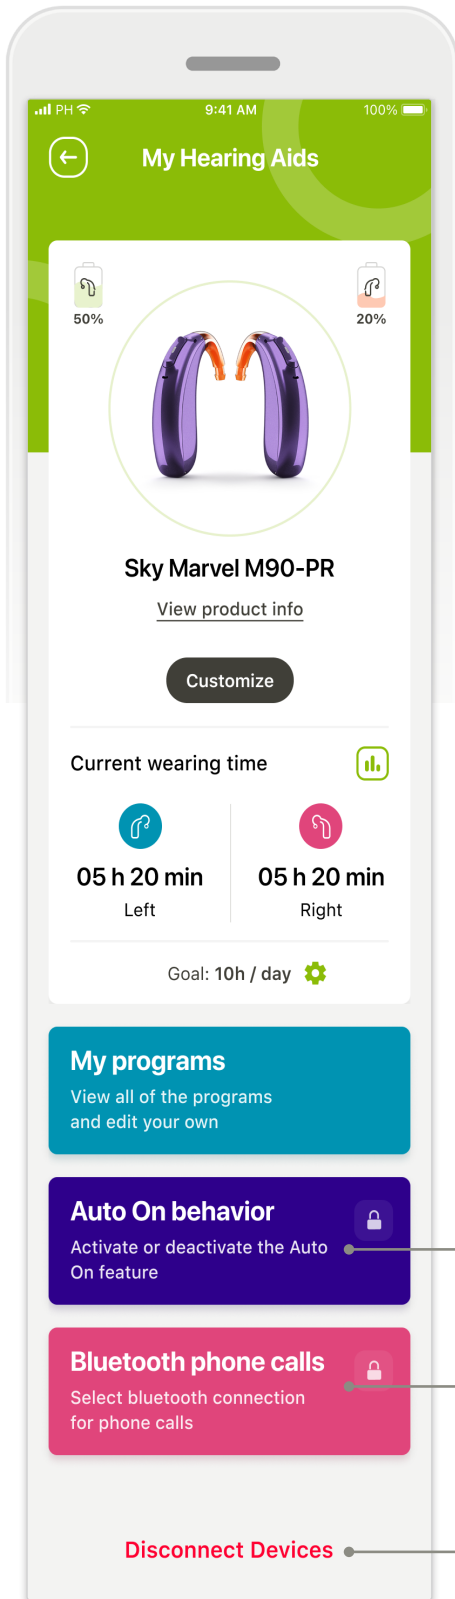 PH 9:41 AM 100%
My Hearing Aids
50% 20%
Sky Marvel M90-PR
View product info
Customize
Current wearing time
05 h 20 min 05 h 20 min
Left Right
Goal: 10h / day
My programs
View all of the programs
and edit your own
Auto On behavior
Activate or deactivate the Auto
On feature
Bluetooth phone calls
Select bluetooth connection
for phone calls
Disconnect Devices